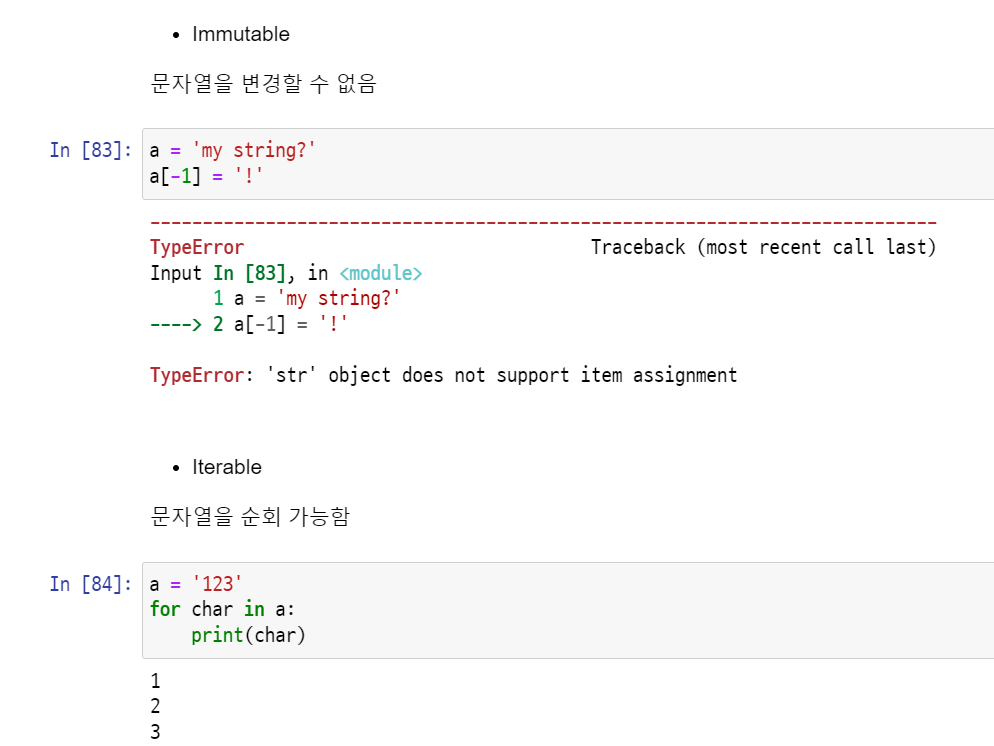 • Immutable
문자열을 변경할 수 없음
In [83]: a = 'my string?'
a[-1] = '!'
---------------------------------------------------------------------------
TypeError                                 Traceback (most recent call last)
Input In [83], in <module>
      1 a = 'my string?'
----> 2 a[-1] = '!'
TypeError: 'str' object does not support item assignment
• Iterable
문자열을 순회 가능함
In [84]: a = '123'
for char in a:
    print(char)
1
2
3